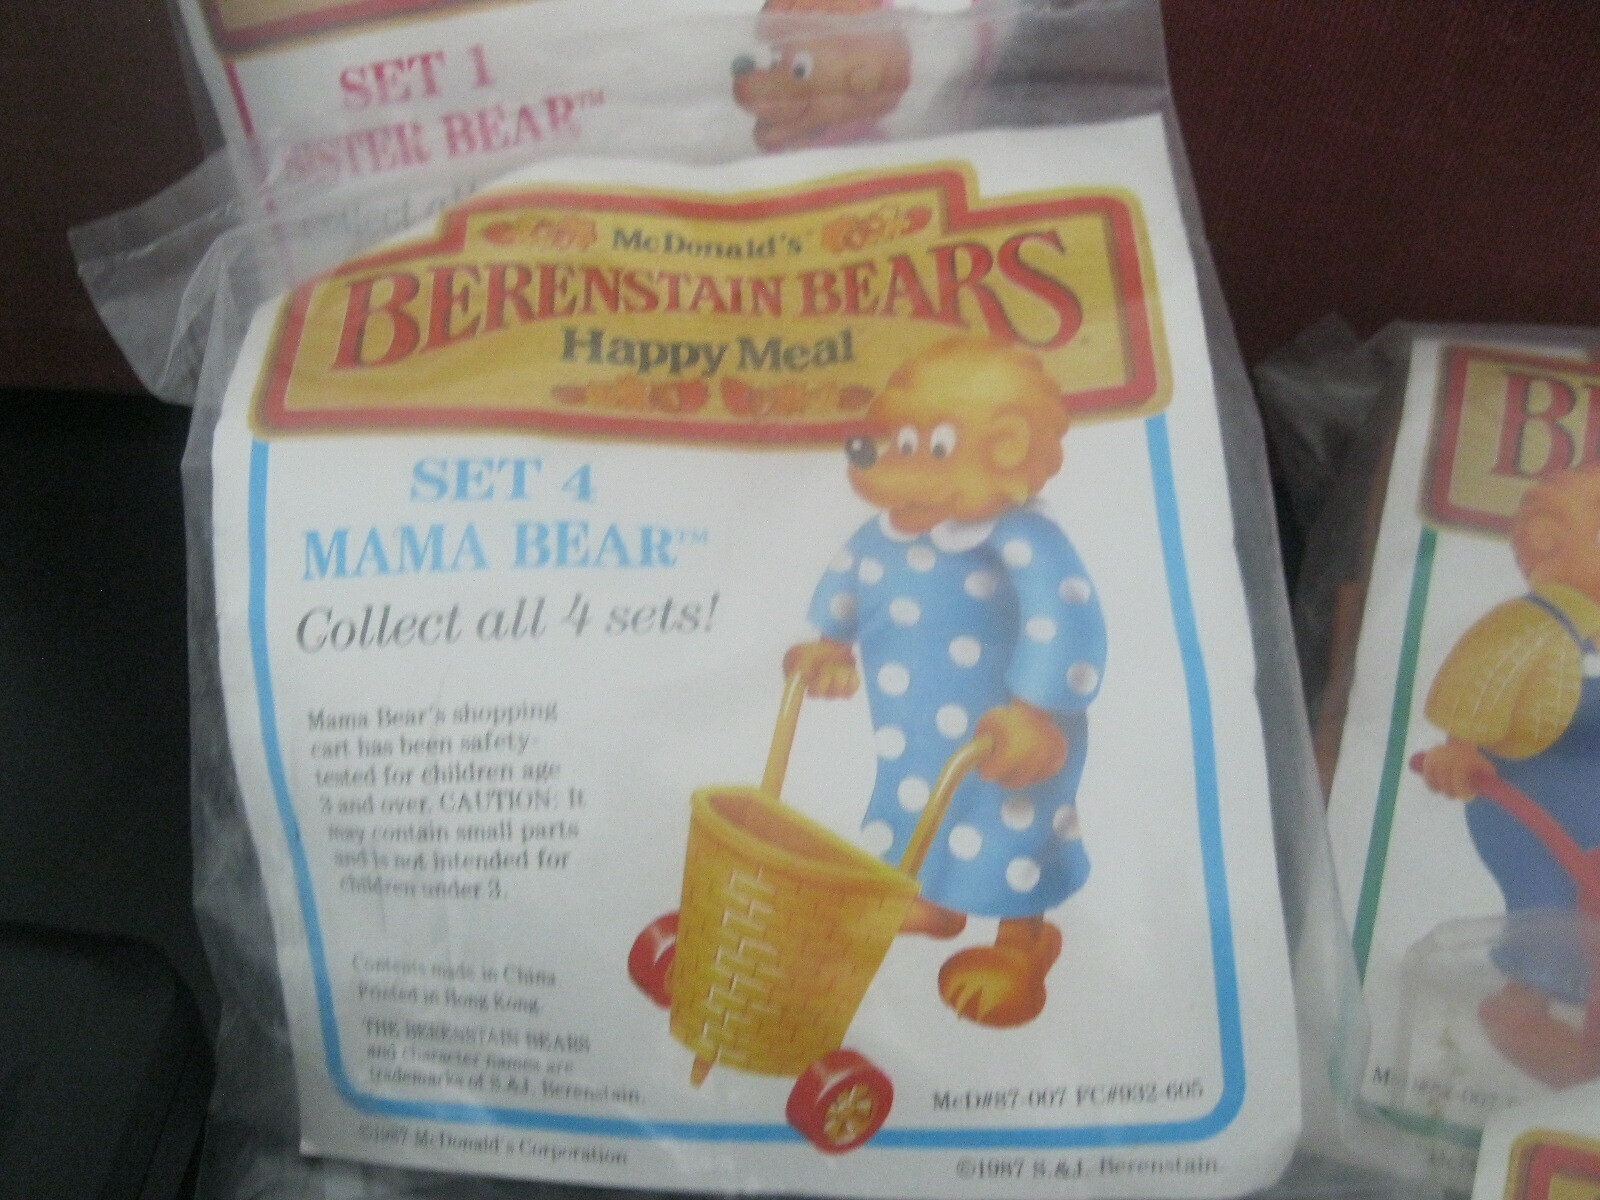 SET 1
SISTER BEAR™
collect all
McDonald's
BERENSTAIN BEARS
Happy Meal
SET 4
MAMA BEAR™
Collect all 4 sets!
Mama Bear's shopping
cart has been safety-
tested for children age
3 and over. CAUTION: It
may contain small parts
and is not intended for
children under 3.
Contents made in China
Printed in Hong Kong
THE BERENSTAIN BEARS
and character names are
trademarks of S.&J. Berenstain.
McD#87-007 FC#932-605
©1987 McDonald's Corporation
©1987 S.&J. Berenstain.